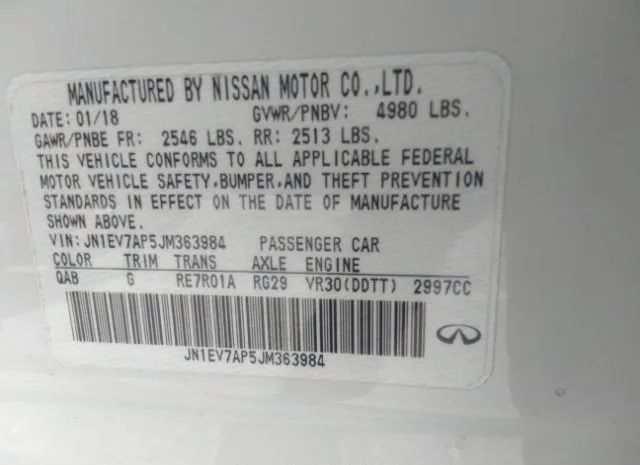 MANUFACTURED BY NISSAN MOTOR CO.,LTD.
DATE: 01/18 GVWR/PNBV: 4980 LBS.
GAWR/PNBE FR: 2546 LBS. RR: 2513 LBS.
THIS VEHICLE CONFORMS TO ALL APPLICABLE FEDERAL
MOTOR VEHICLE SAFETY,BUMPER,AND THEFT PREVENTION
STANDARDS IN EFFECT ON THE DATE OF MANUFACTURE
SHOWN ABOVE.
VIN:JN1EV7AP5JM363984 PASSENGER CAR
COLOR TRIM TRANS AXLE ENGINE
QAB G RE7R01A RG29 VR30(DDTT) 2997CC
JN1EV7AP5JM363984